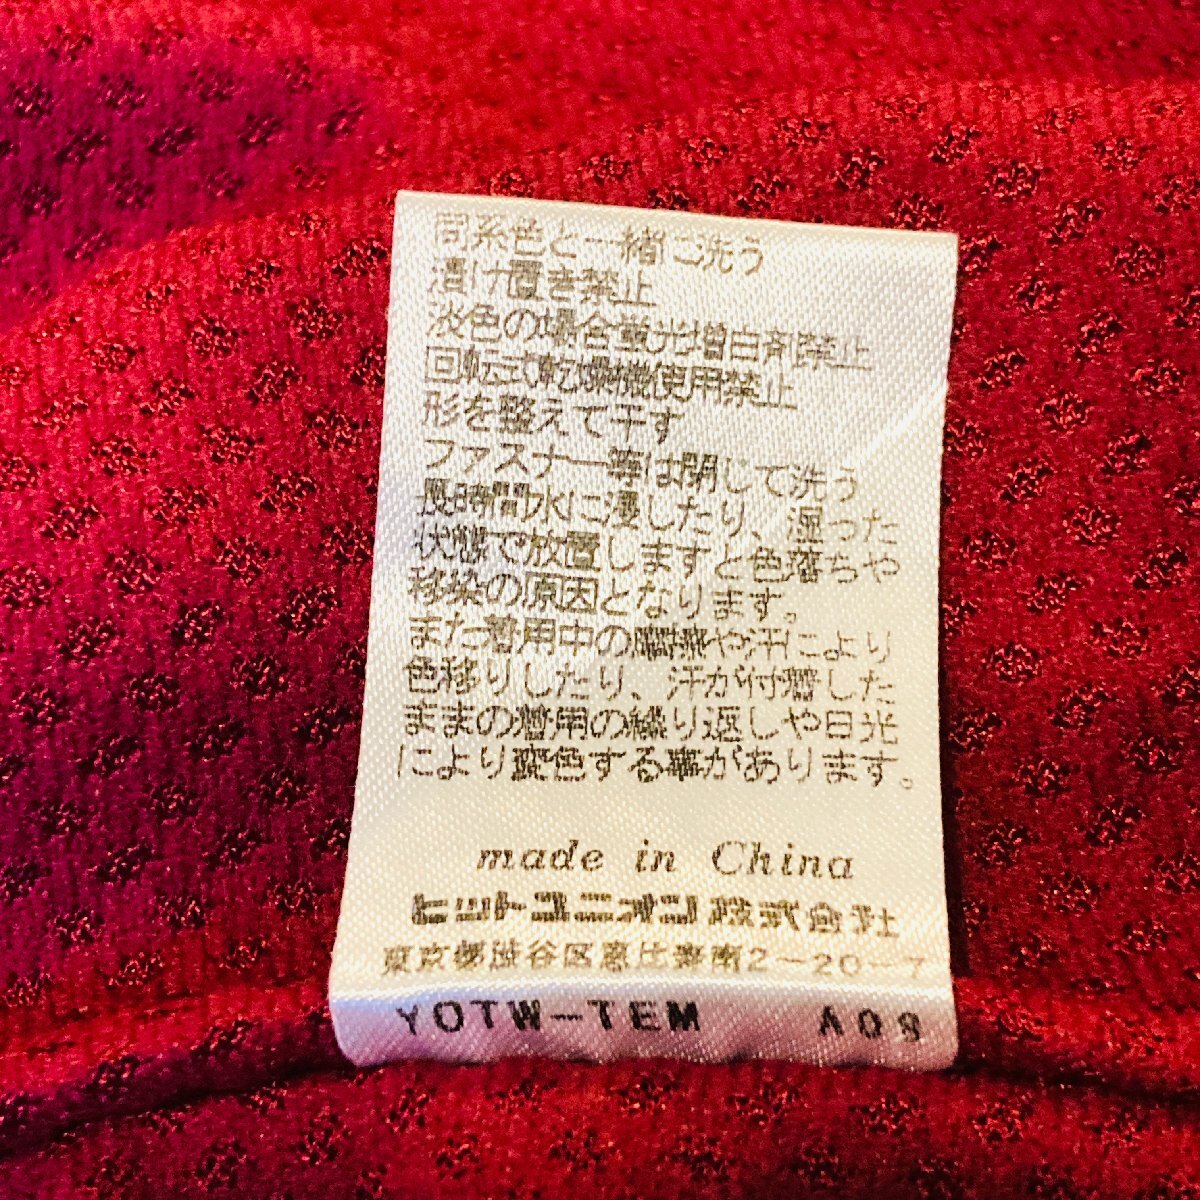 同系色と一緒に洗う
漬け置き禁止
淡色の場合蛍光増白剤禁止
回転式乾燥機使用禁止
形を整えて干す
ファスナー等は閉じて洗う
長時間水に浸したり、湿った
状態で放置しますと色落ちや
移染の原因となります。
また着用中の摩擦や汗により
色移りしたり、汗が付着した
ままの着用の繰り返しや日光
により変色する事があります。
made in China
ヒットユニオン株式会社
東京都渋谷区恵比寿南2-20-7
YOTW-TEM A09